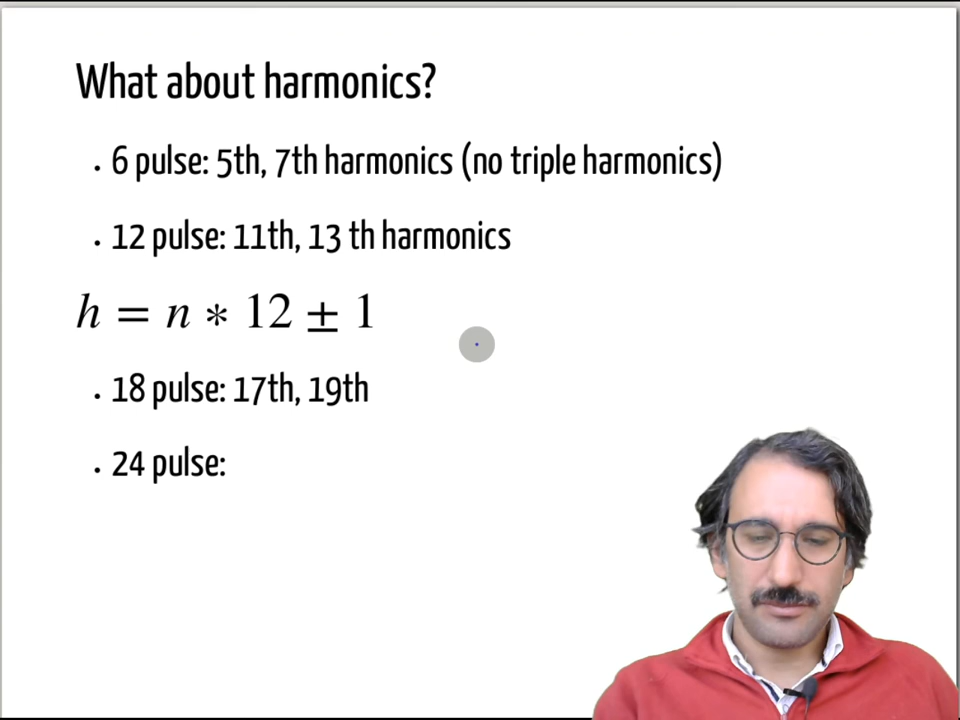 What about harmonics?
• 6 pulse: 5th, 7th harmonics (no triple harmonics)
• 12 pulse: 11th, 13 th harmonics
h = n * 12 ± 1
• 18 pulse: 17th, 19th
• 24 pulse: